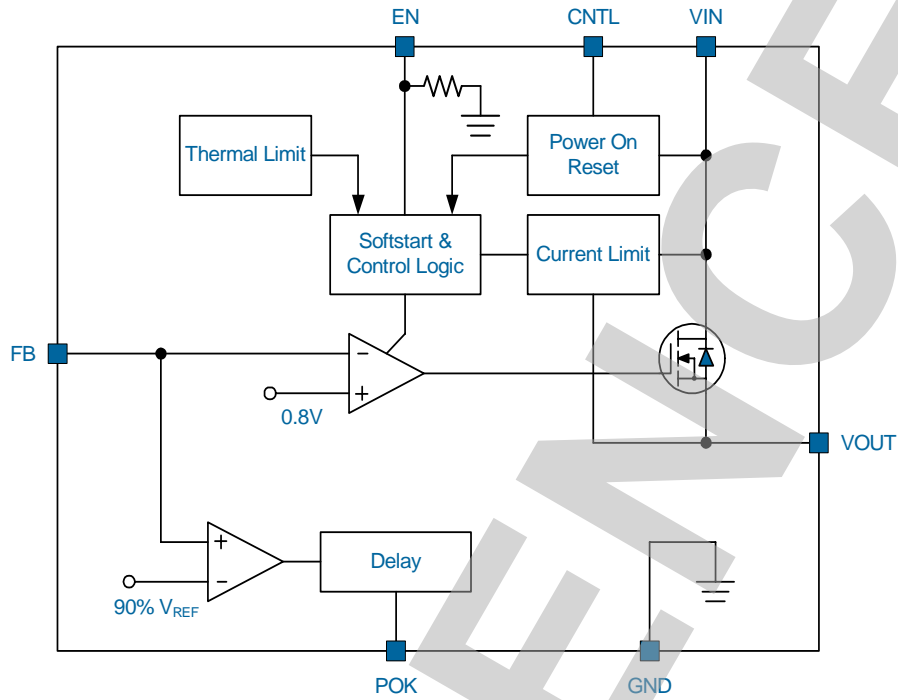 EN
CNTL
VIN
Thermal Limit
Power On
Reset
Softstart &
Control Logic
Current Limit
FB
−
+
0.8V
VOUT
+
−
90% VREF
Delay
POK
GND